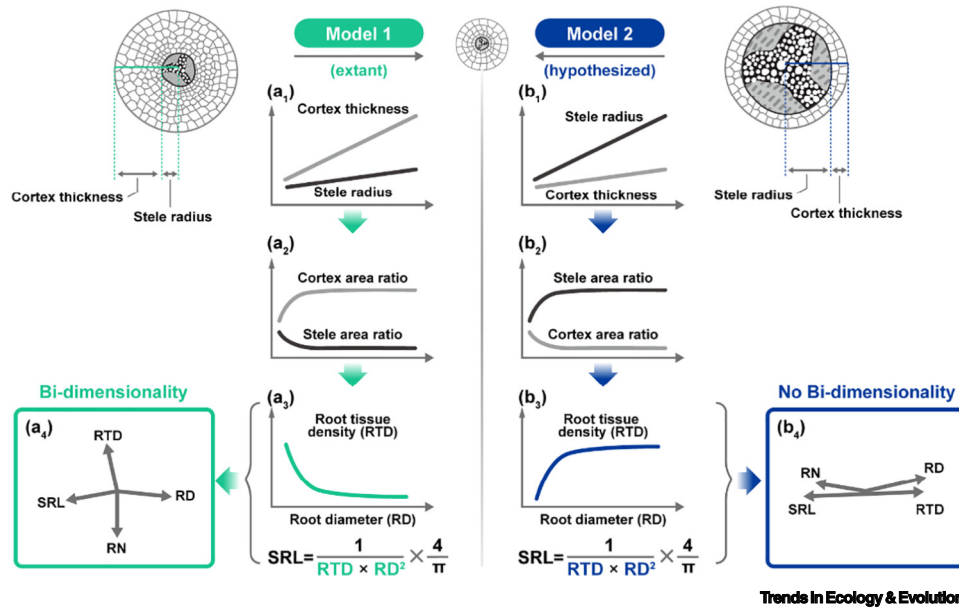 Model 1
(extant)
Model 2
(hypothesized)
Cortex thickness
Stele radius
(a1)
Cortex thickness
Stele radius
(b1)
Stele radius
Cortex thickness
Stele radius
Cortex thickness
(a2)
Cortex area ratio
Stele area ratio
(b2)
Stele area ratio
Cortex area ratio
Bi-dimensionality
(a4)
RTD
SRL
RD
RN
(a3)
Root tissue
density (RTD)
Root diameter (RD)
SRL= 1 / RTD × RD² × 4 / π
(b3)
Root tissue
density (RTD)
Root diameter (RD)
SRL= 1 / RTD × RD² × 4 / π
No Bi-dimensionality
(b4)
RN
RD
SRL
RTD
Trends in Ecology & Evolution